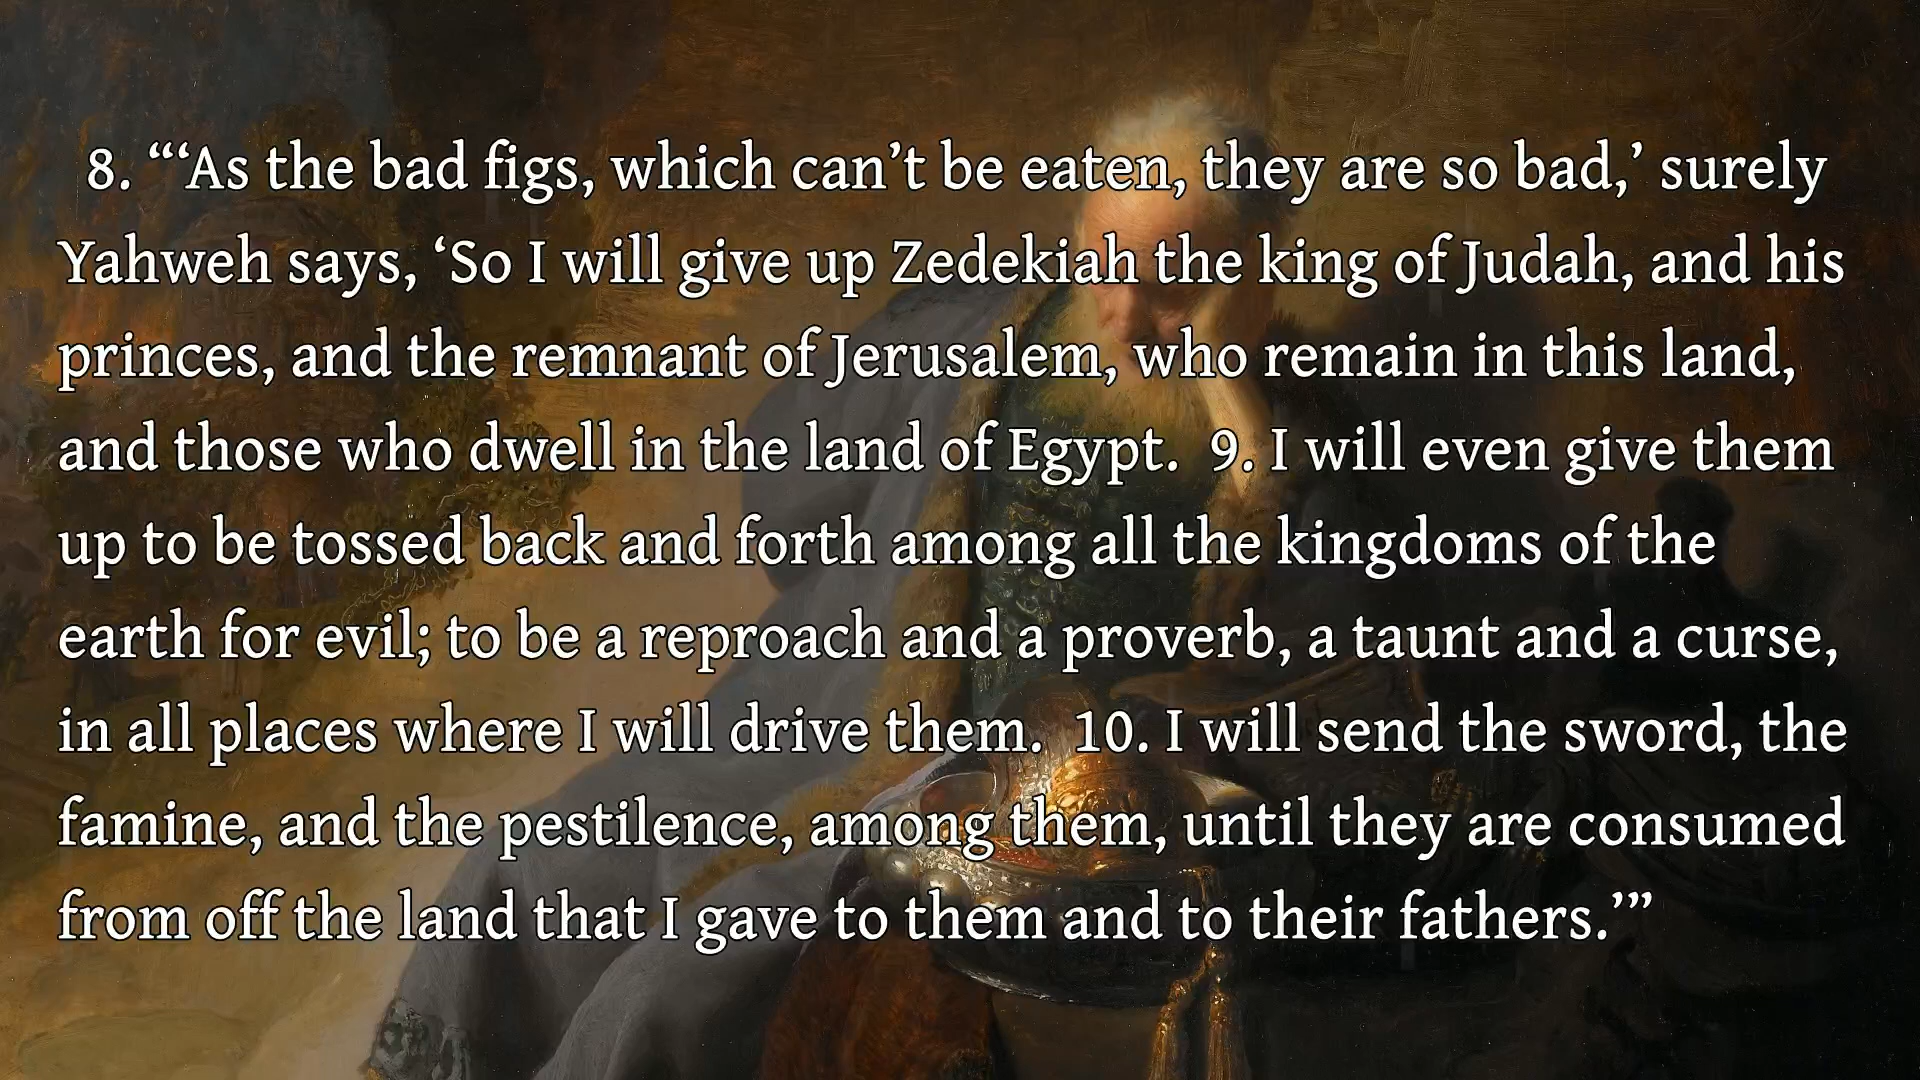 8. “‘As the bad figs, which can’t be eaten, they are so bad,’ surely
Yahweh says, ‘So I will give up Zedekiah the king of Judah, and his
princes, and the remnant of Jerusalem, who remain in this land,
and those who dwell in the land of Egypt.  9. I will even give them
up to be tossed back and forth among all the kingdoms of the
earth for evil; to be a reproach and a proverb, a taunt and a curse,
in all places where I will drive them.  10. I will send the sword, the
famine, and the pestilence, among them, until they are consumed
from off the land that I gave to them and to their fathers.’”